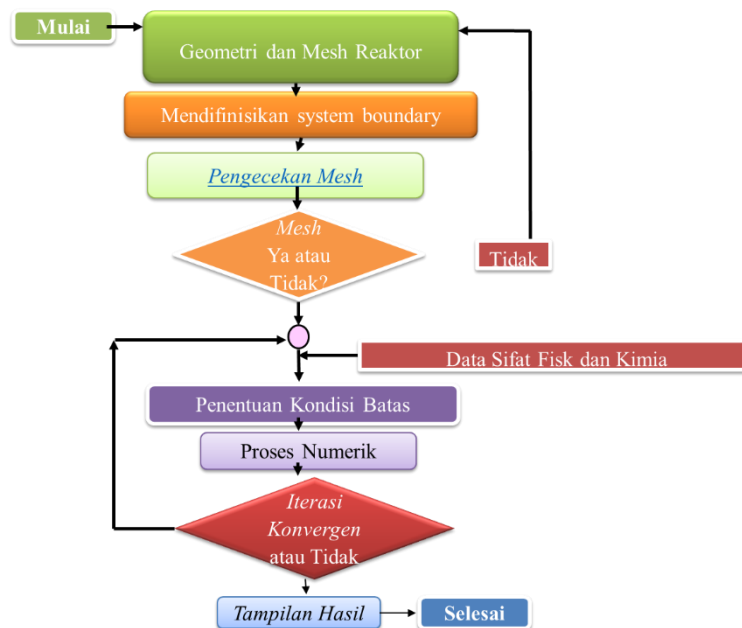 Mulai
Geometri dan Mesh Reaktor
Mendifinisikan system boundary
Pengecekan Mesh
Mesh
Ya atau
Tidak?
Tidak
Data Sifat Fisk dan Kimia
Penentuan Kondisi Batas
Proses Numerik
Iterasi
Konvergen
atau Tidak
Tampilan Hasil
Selesai